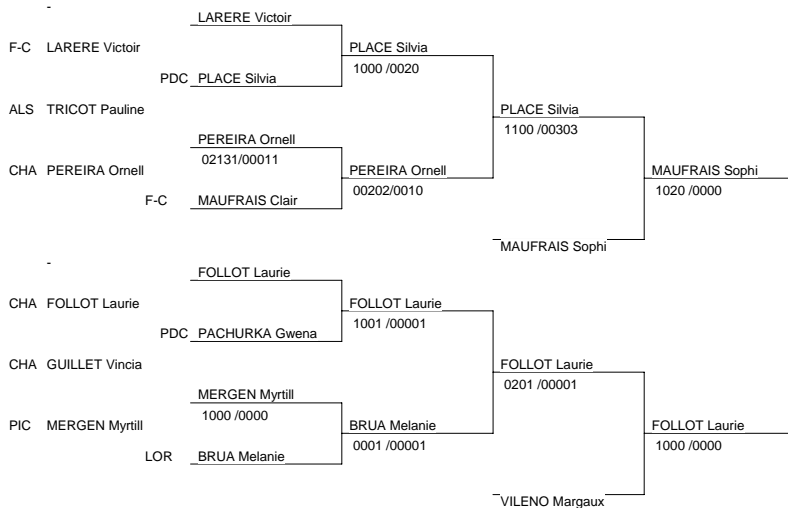 -
LARERE Victoir
F-C LARERE Victoir PLACE Silvia
1000 /0020
PDC PLACE Silvia
ALS TRICOT Pauline PLACE Silvia
1100 /00303
PEREIRA Ornell
02131/00011
CHA PEREIRA Ornell PEREIRA Ornell MAUFRAIS Sophi
00202/0010 1020 /0000
F-C MAUFRAIS Clair
MAUFRAIS Sophi
-
FOLLOT Laurie
CHA FOLLOT Laurie FOLLOT Laurie
1001 /00001
PDC PACHURKA Gwena
CHA GUILLET Vincia FOLLOT Laurie
0201 /00001
MERGEN Myrtill
1000 /0000
PIC MERGEN Myrtill BRUA Melanie FOLLOT Laurie
0001 /00001 1000 /0000
LOR BRUA Melanie
VILENO Margaux